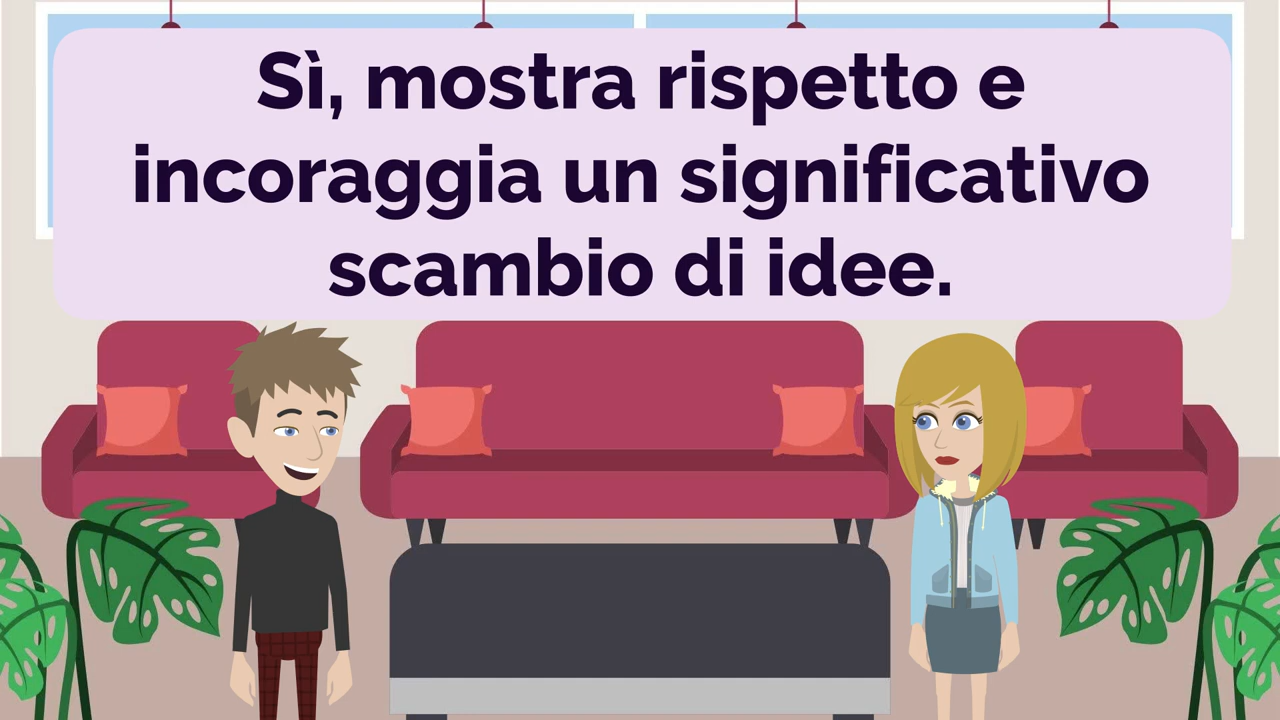 Sì, mostra rispetto e
incoraggia un significativo
scambio di idee.